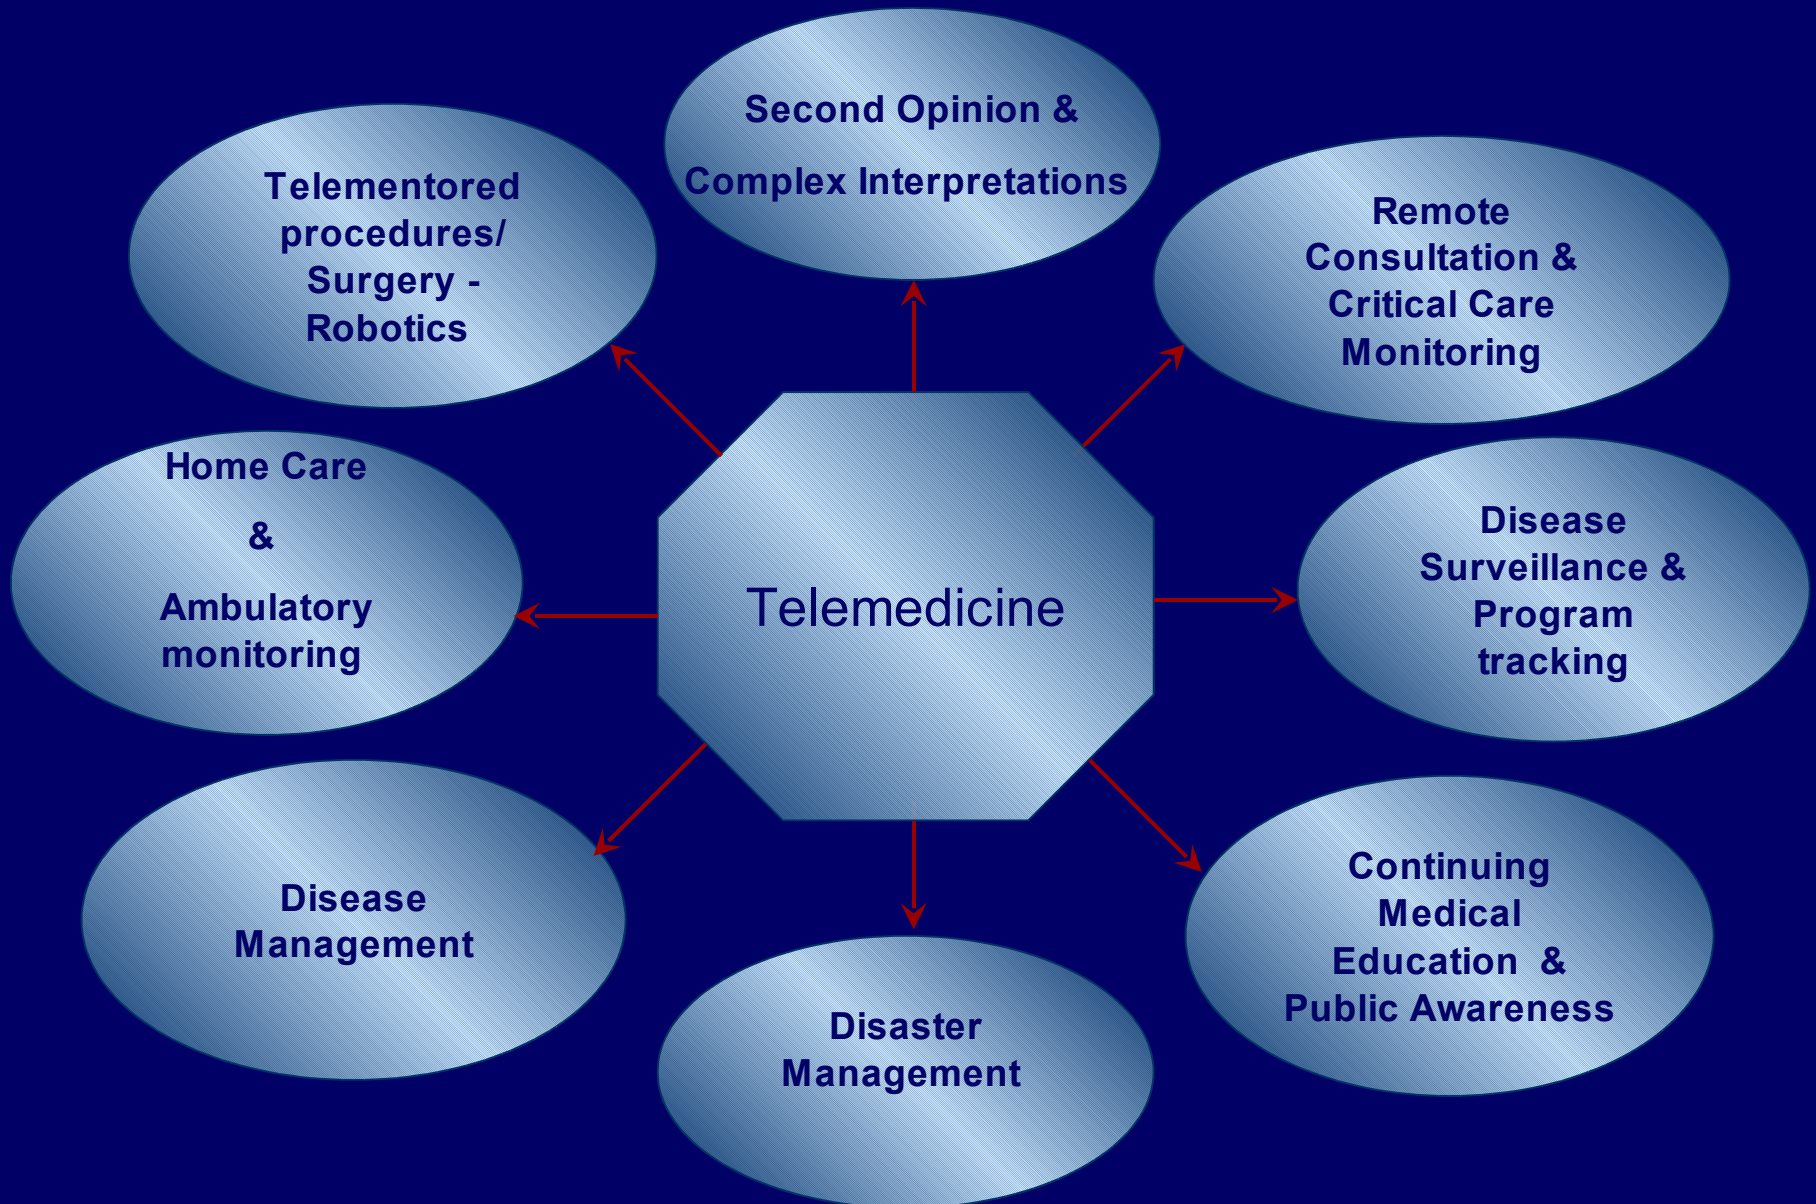 Second Opinion &
Complex Interpretations
Telementored
procedures/
Surgery -
Robotics
Remote
Consultation &
Critical Care
Monitoring
Home Care
&
Ambulatory
monitoring
Telemedicine
Disease
Surveillance &
Program
tracking
Disease
Management
Disaster
Management
Continuing
Medical
Education  &
Public Awareness